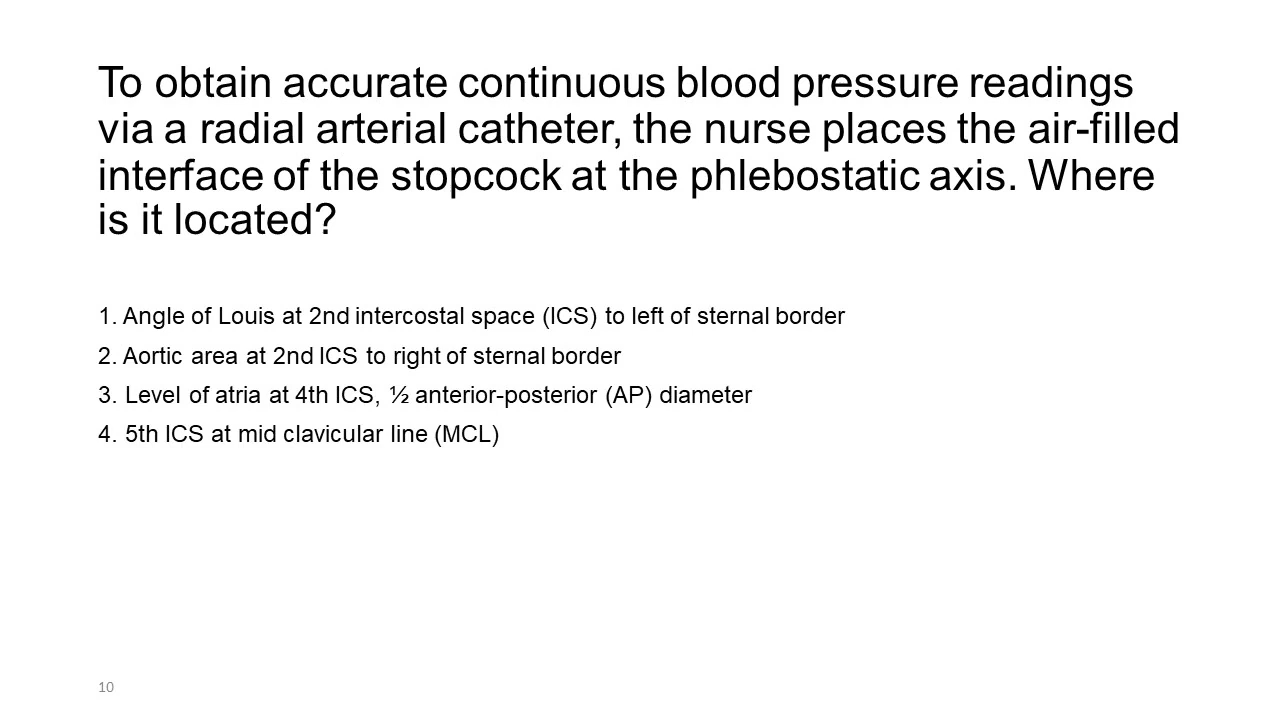 To obtain accurate continuous blood pressure readings
via a radial arterial catheter, the nurse places the air-filled
interface of the stopcock at the phlebostatic axis. Where
is it located?
1. Angle of Louis at 2nd intercostal space (ICS) to left of sternal border
2. Aortic area at 2nd ICS to right of sternal border
3. Level of atria at 4th ICS, ½ anterior-posterior (AP) diameter
4. 5th ICS at mid clavicular line (MCL)
10